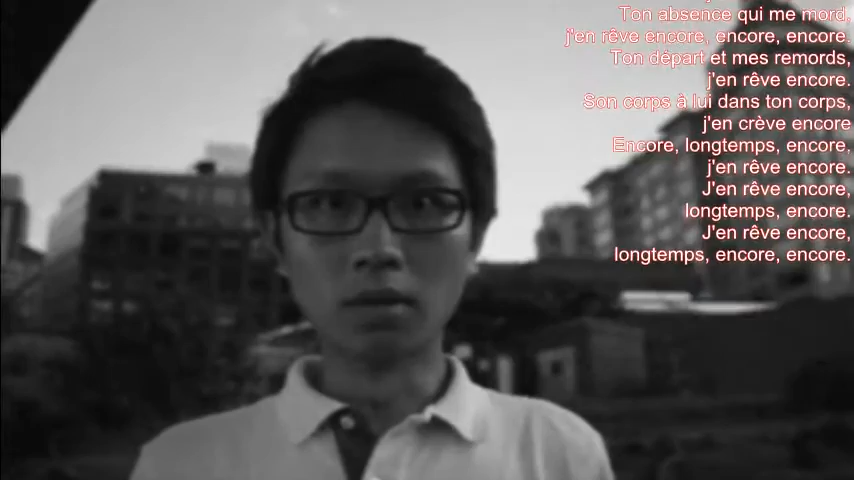 Ton absence qui me mord,
j'en rêve encore, encore, encore.
Ton départ et mes remords,
j'en rêve encore.
Son corps à lui dans ton corps,
j'en crève encore
Encore, longtemps, encore,
j'en rêve encore.
J'en rêve encore,
longtemps, encore.
J'en rêve encore,
longtemps, encore, encore.